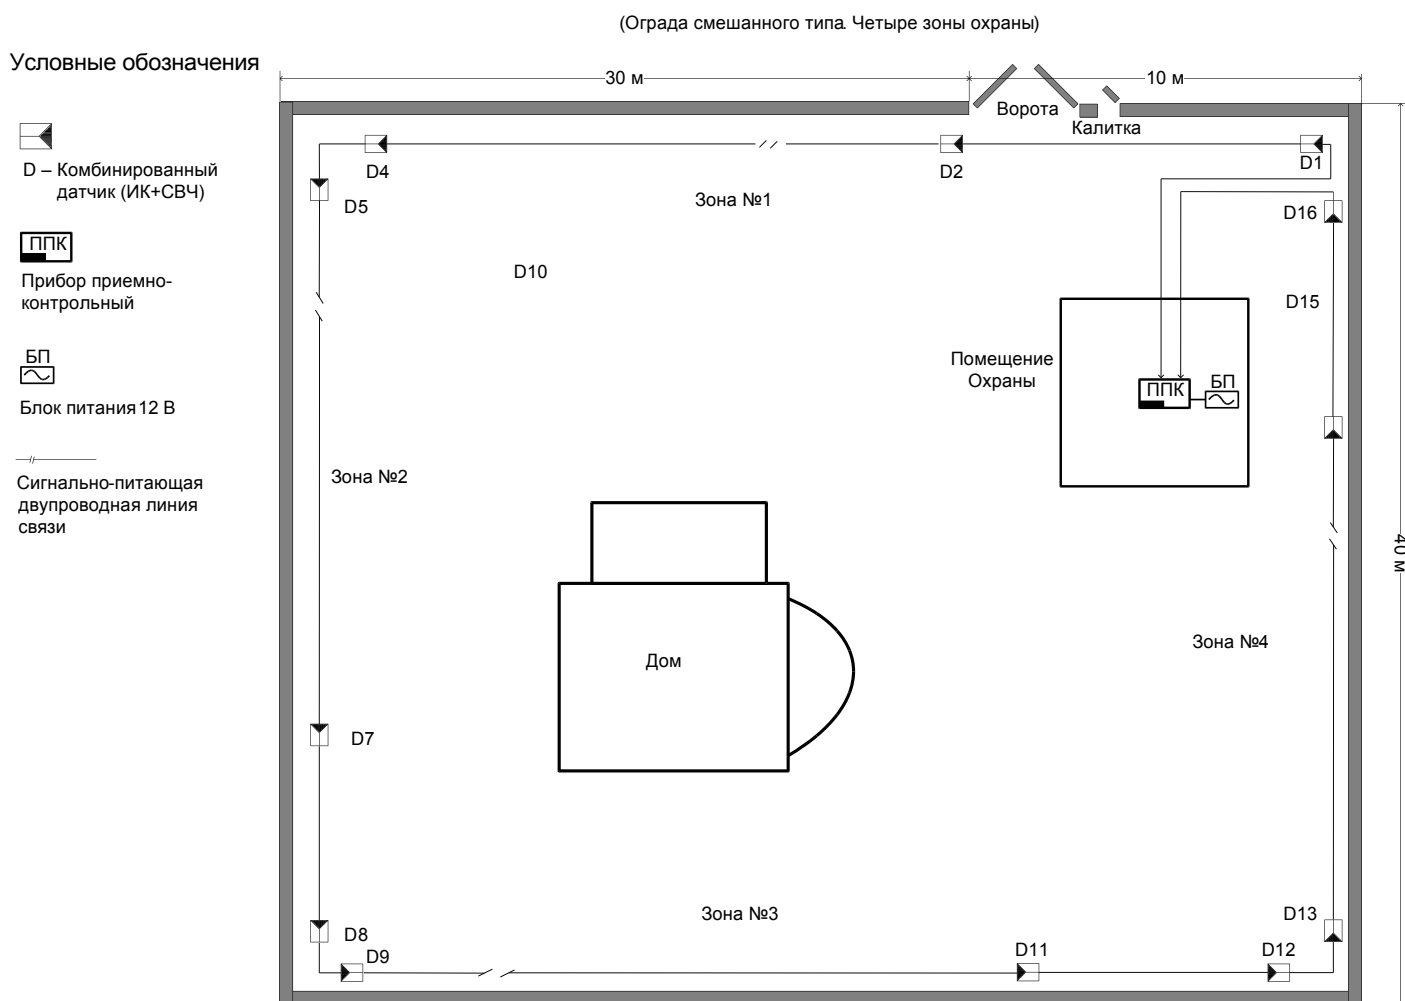 (Ограда смешанного типа. Четыре зоны охраны)
Условные обозначения
30 м
10 м
Ворота
Калитка
D – Комбинированный
датчик (ИК+СВЧ)
D4
D2
D1
D5
Зона №1
D16
ППК
Прибор приемно-
контрольный
D10
D15
БП
Блок питания 12 В
Помещение
Охраны
ППК
БП
Сигнально-питающая
двупроводная линия
связи
Зона №2
40 м
Дом
Зона №4
D7
Зона №3
D13
D8
D9
D11
D12